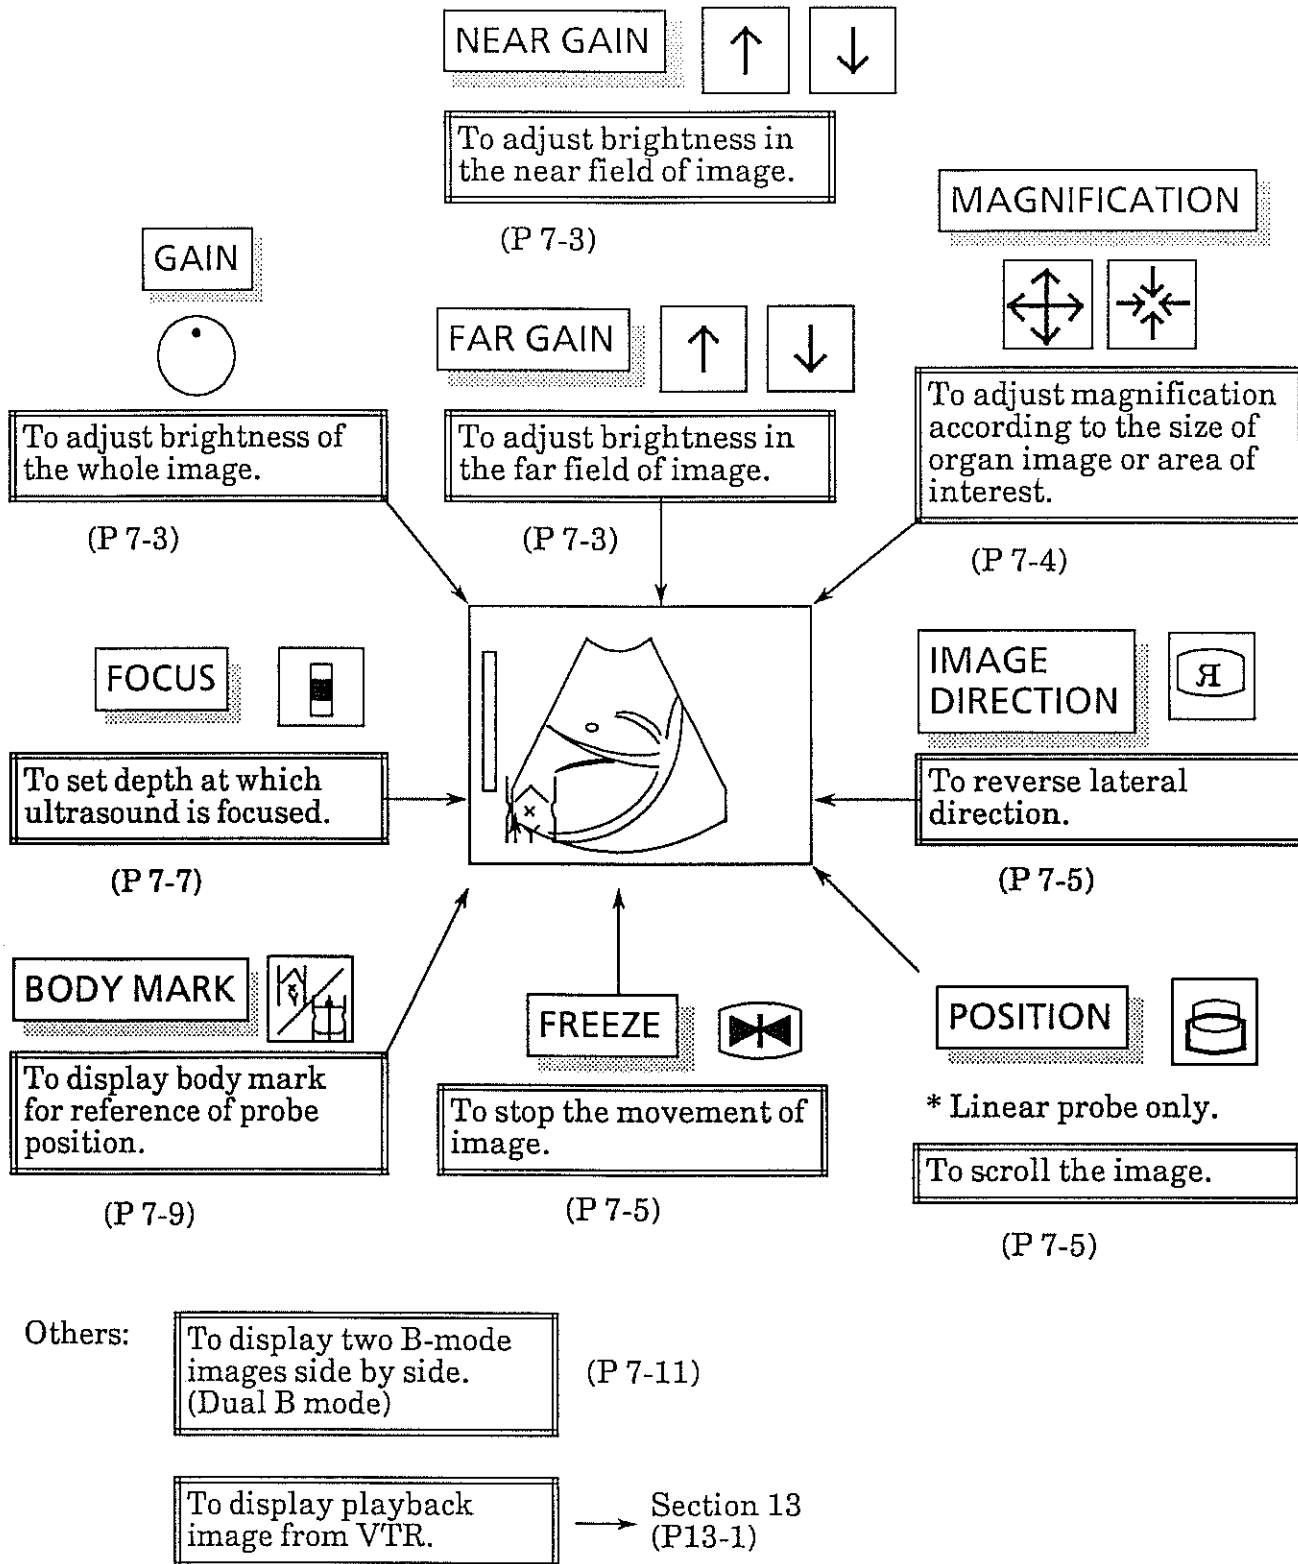 NEAR GAIN
To adjust brightness in
the near field of image.
(P 7-3)
MAGNIFICATION
GAIN
FAR GAIN
To adjust brightness of
the whole image.
(P 7-3)
To adjust brightness in
the far field of image.
(P 7-3)
To adjust magnification
according to the size of
organ image or area of
interest.
(P 7-4)
FOCUS
To set depth at which
ultrasound is focused.
(P 7-7)
IMAGE
DIRECTION
Я
To reverse lateral
direction.
(P 7-5)
BODY MARK
To display body mark
for reference of probe
position.
(P 7-9)
FREEZE
To stop the movement of
image.
(P 7-5)
POSITION
* Linear probe only.
To scroll the image.
(P 7-5)
Others:
To display two B-mode
images side by side.
(Dual B mode)
(P 7-11)
To display playback
image from VTR.
Section 13
(P13-1)